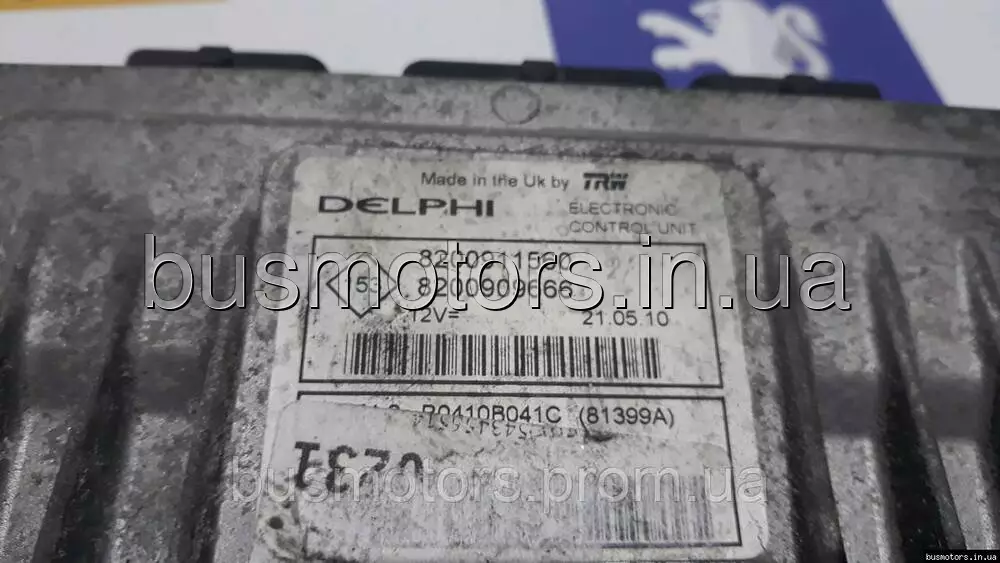 Made in the Uk by TRW
DELPHI ELECTRONIC
CONTROL UNIT
8200911560
153 8200909666
12V= 21.05.10
busmotors.in.ua
R0410B041C (81399A)
busmotors.prom.ua
busmotors.in.ua